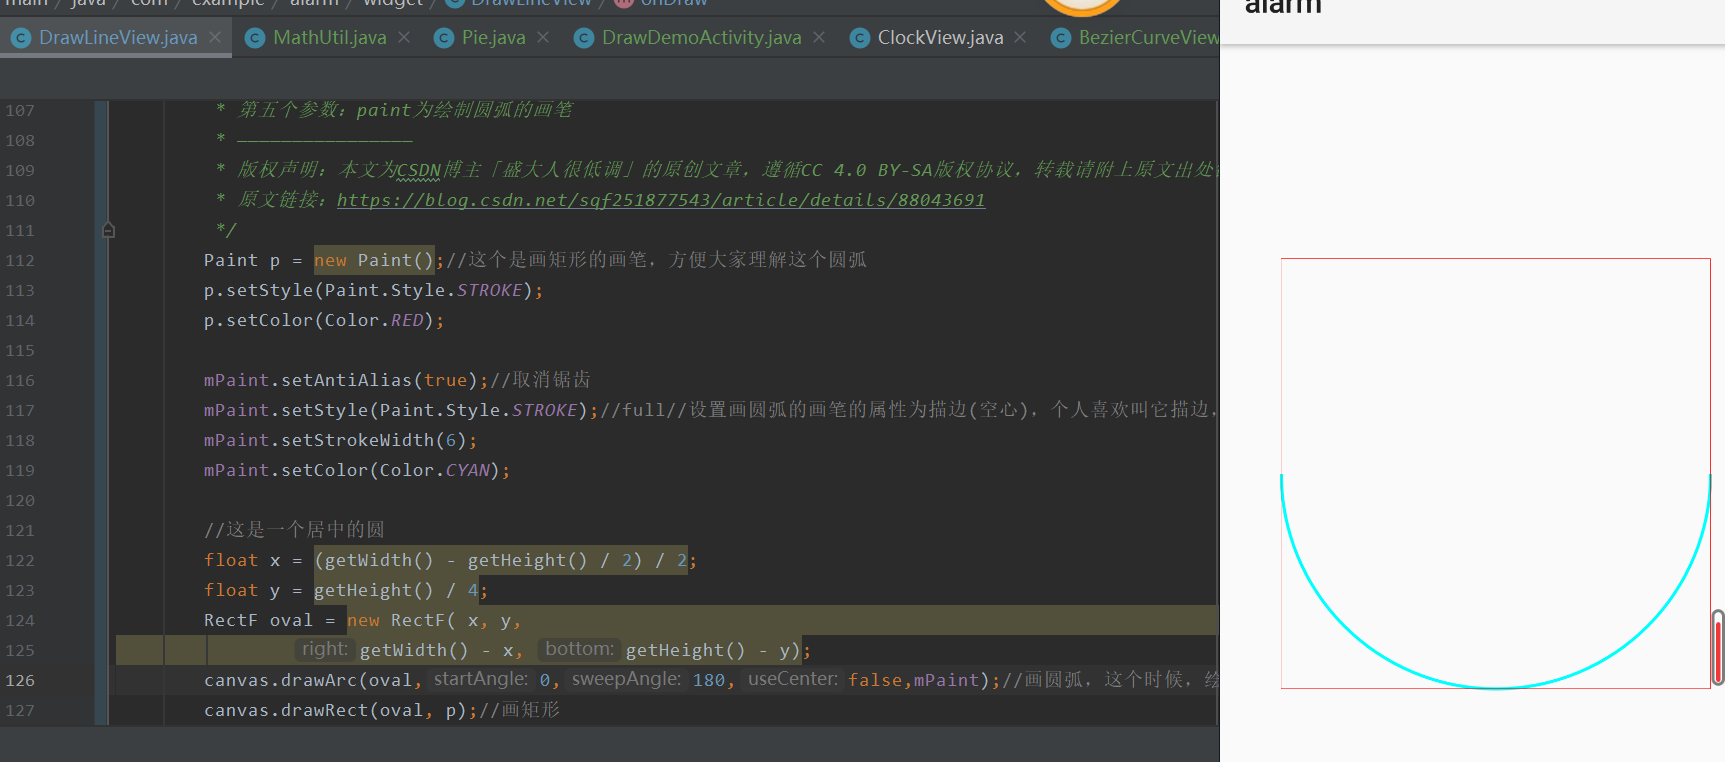 main / java / com / example / alarm / widget / DrawLineView / onDraw
DrawLineView.java × MathUtil.java × Pie.java × DrawDemoActivity.java × ClockView.java × BezierCurveView
alarm
107 * 第五个参数：paint为绘制圆弧的画笔
108 * ————————————————
109 * 版权声明：本文为CSDN博主「盛大人很低调」的原创文章，遵循CC 4.0 BY-SA版权协议，转载请附上原文出处
110 * 原文链接：https://blog.csdn.net/sqf251877543/article/details/88043691
111 */
112 Paint p = new Paint();//这个是画矩形的画笔，方便大家理解这个圆弧
113 p.setStyle(Paint.Style.STROKE);
114 p.setColor(Color.RED);
115
116 mPaint.setAntiAlias(true);//取消锯齿
117 mPaint.setStyle(Paint.Style.STROKE);//full//设置画圆弧的画笔的属性为描边(空心)，个人喜欢叫它描边，
118 mPaint.setStrokeWidth(6);
119 mPaint.setColor(Color.CYAN);
120
121 //这是一个居中的圆
122 float x = (getWidth() - getHeight() / 2) / 2;
123 float y = getHeight() / 4;
124 RectF oval = new RectF( x, y,
125 right: getWidth() - x, bottom: getHeight() - y);
126 canvas.drawArc(oval, startAngle: 0, sweepAngle: 180, useCenter: false,mPaint);//画圆弧，这个时候，绘
127 canvas.drawRect(oval, p);//画矩形